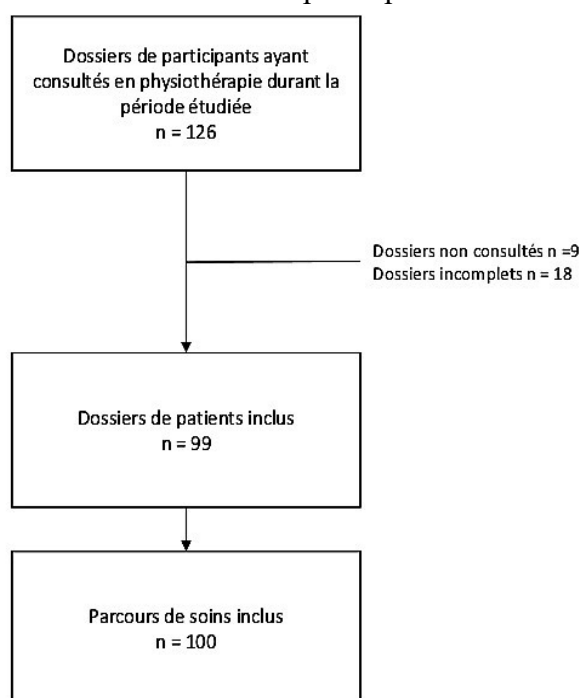 Dossiers de participants ayant
consultés en physiothérapie durant la
période étudiée
n = 126
Dossiers non consultés n =9
Dossiers incomplets n = 18
Dossiers de patients inclus
n = 99
Parcours de soins inclus
n = 100